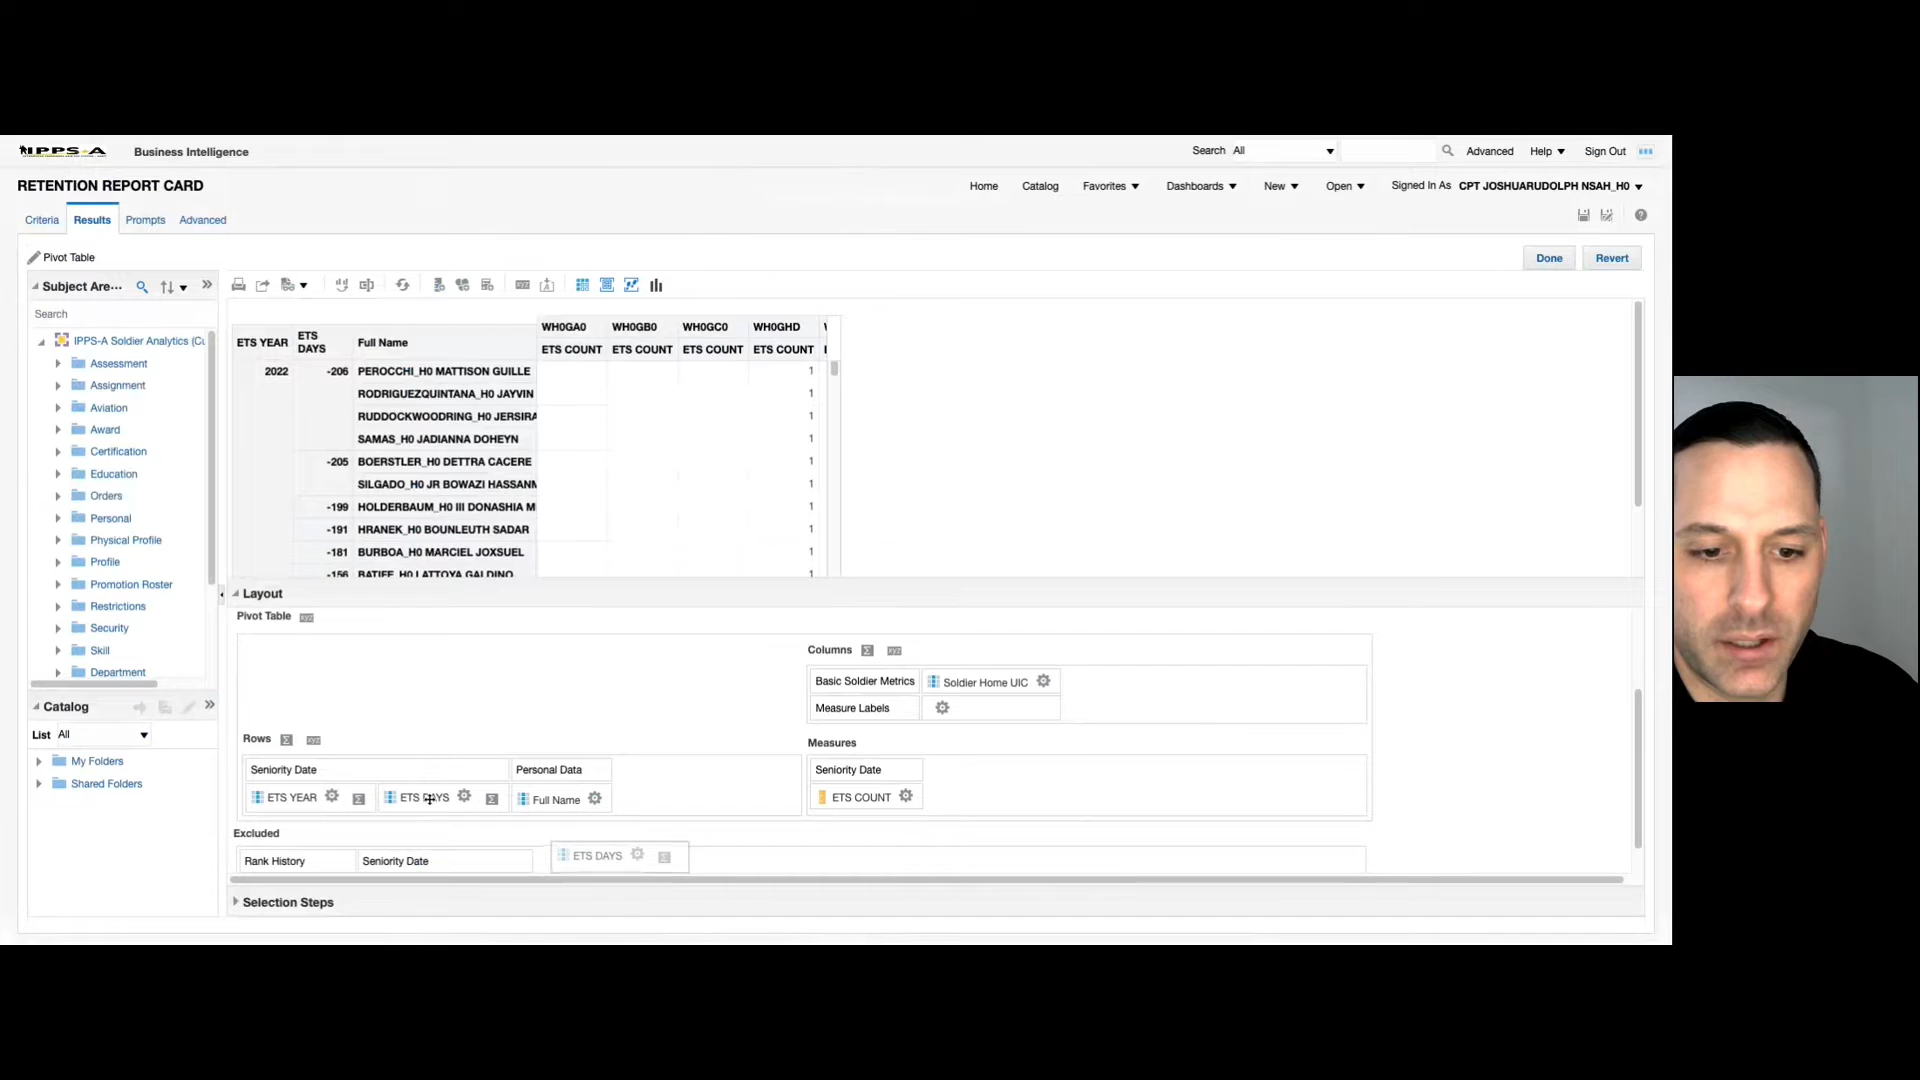 IPPS-A Business Intelligence Search All Advanced Help Sign Out
RETENTION REPORT CARD Home Catalog Favorites Dashboards New Open Signed In As CPT JOSHUARUDOLPH NSAH_H0
Criteria Results Prompts Advanced
Pivot Table Done Revert
Subject Are...
Search
IPPS-A Soldier Analytics (Cu
Assessment
Assignment
Aviation
Award
Certification
Education
Orders
Personal
Physical Profile
Profile
Promotion Roster
Restrictions
Security
Skill
Department
Catalog
List All
My Folders
Shared Folders
WH0GA0 WH0GB0 WH0GC0 WH0GHD
ETS YEAR ETS DAYS Full Name ETS COUNT ETS COUNT ETS COUNT ETS COUNT
2022 -206 PEROCCHI_H0 MATTISON GUILLE 1
RODRIGUEZQUINTANA_H0 JAYVIN 1
RUDDOCKWOODRING_H0 JERSIRA 1
SAMAS_H0 JADIANNA DOHEYN 1
-205 BOERSTLER_H0 DETTRA CACERE 1
SILGADO_H0 JR BOWAZI HASSANM 1
-199 HOLDERBAUM_H0 III DONASHIA M 1
-191 HRANEK_H0 BOUNLEUTH SADAR 1
-181 BURBOA_H0 MARCIEL JOXSUEL 1
-156 BATIFF_H0 LATTOYA GALDINO 1
Layout
Pivot Table xyz
Columns Σ xyz
Basic Soldier Metrics Soldier Home UIC
Measure Labels
Rows Σ xyz
Measures
Seniority Date Personal Data
Seniority Date
ETS YEAR Σ ETS DAYS Σ Full Name
ETS COUNT
Excluded
Rank History Seniority Date ETS DAYS Σ
Selection Steps